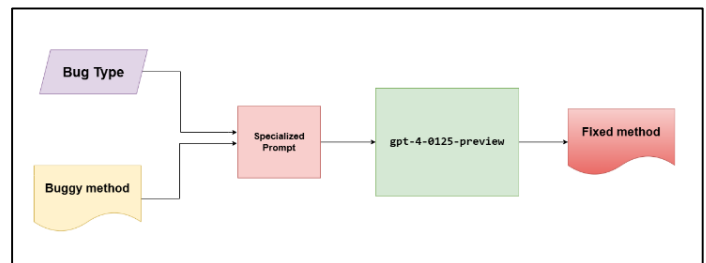 Bug Type
Buggy method
Specialized
Prompt
gpt-4-0125-preview
Fixed method